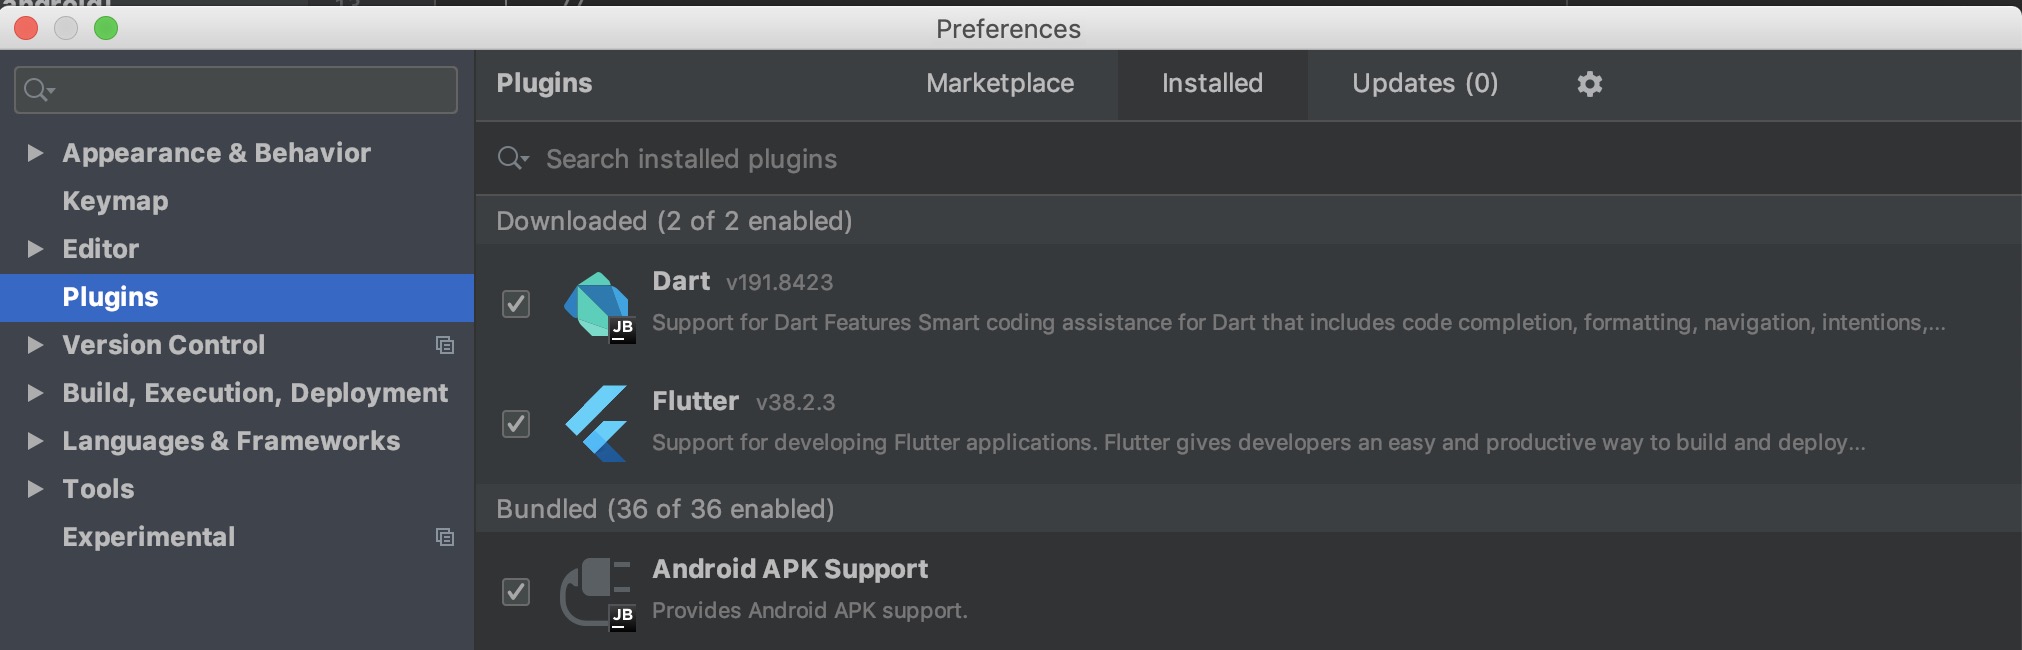 Preferences
Plugins
Marketplace
Installed
Updates (0)
Appearance & Behavior
Keymap
Editor
Plugins
Version Control
Build, Execution, Deployment
Languages & Frameworks
Tools
Experimental
Search installed plugins
Downloaded (2 of 2 enabled)
Dart v191.8423
JB
Support for Dart Features Smart coding assistance for Dart that includes code completion, formatting, navigation, intentions,...
Flutter v38.2.3
Support for developing Flutter applications. Flutter gives developers an easy and productive way to build and deploy...
Bundled (36 of 36 enabled)
Android APK Support
JB
Provides Android APK support.